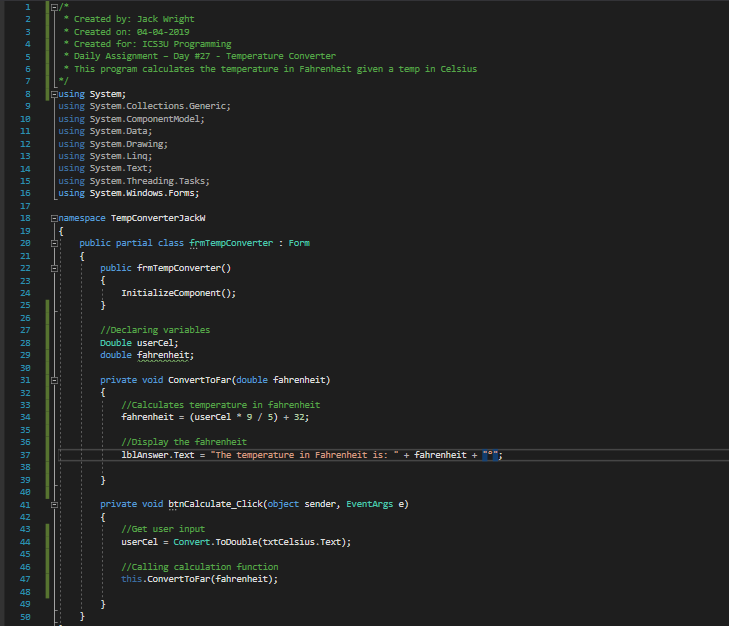 1 /*
2 * Created by: Jack Wright
3 * Created on: 04-04-2019
4 * Created for: ICS3U Programming
5 * Daily Assignment – Day #27 - Temperature Converter
6 * This program calculates the temperature in Fahrenheit given a temp in Celsius
7 */
8 using System;
9 using System.Collections.Generic;
10 using System.ComponentModel;
11 using System.Data;
12 using System.Drawing;
13 using System.Linq;
14 using System.Text;
15 using System.Threading.Tasks;
16 using System.Windows.Forms;
17
18 namespace TempConverterJackW
19 {
20 public partial class frmTempConverter : Form
21 {
22 public frmTempConverter()
23 {
24 InitializeComponent();
25 }
26
27 //Declaring variables
28 Double userCel;
29 double fahrenheit;
30
31 private void ConvertToFar(double fahrenheit)
32 {
33 //Calculates temperature in fahrenheit
34 fahrenheit = (userCel * 9 / 5) + 32;
35
36 //Display the fahrenheit
37 lblAnswer.Text = "The temperature in Fahrenheit is: " + fahrenheit + "°";
38
39 }
40
41 private void btnCalculate_Click(object sender, EventArgs e)
42 {
43 //Get user input
44 userCel = Convert.ToDouble(txtCelsius.Text);
45
46 //Calling calculation function
47 this.ConvertToFar(fahrenheit);
48
49 }
50 }